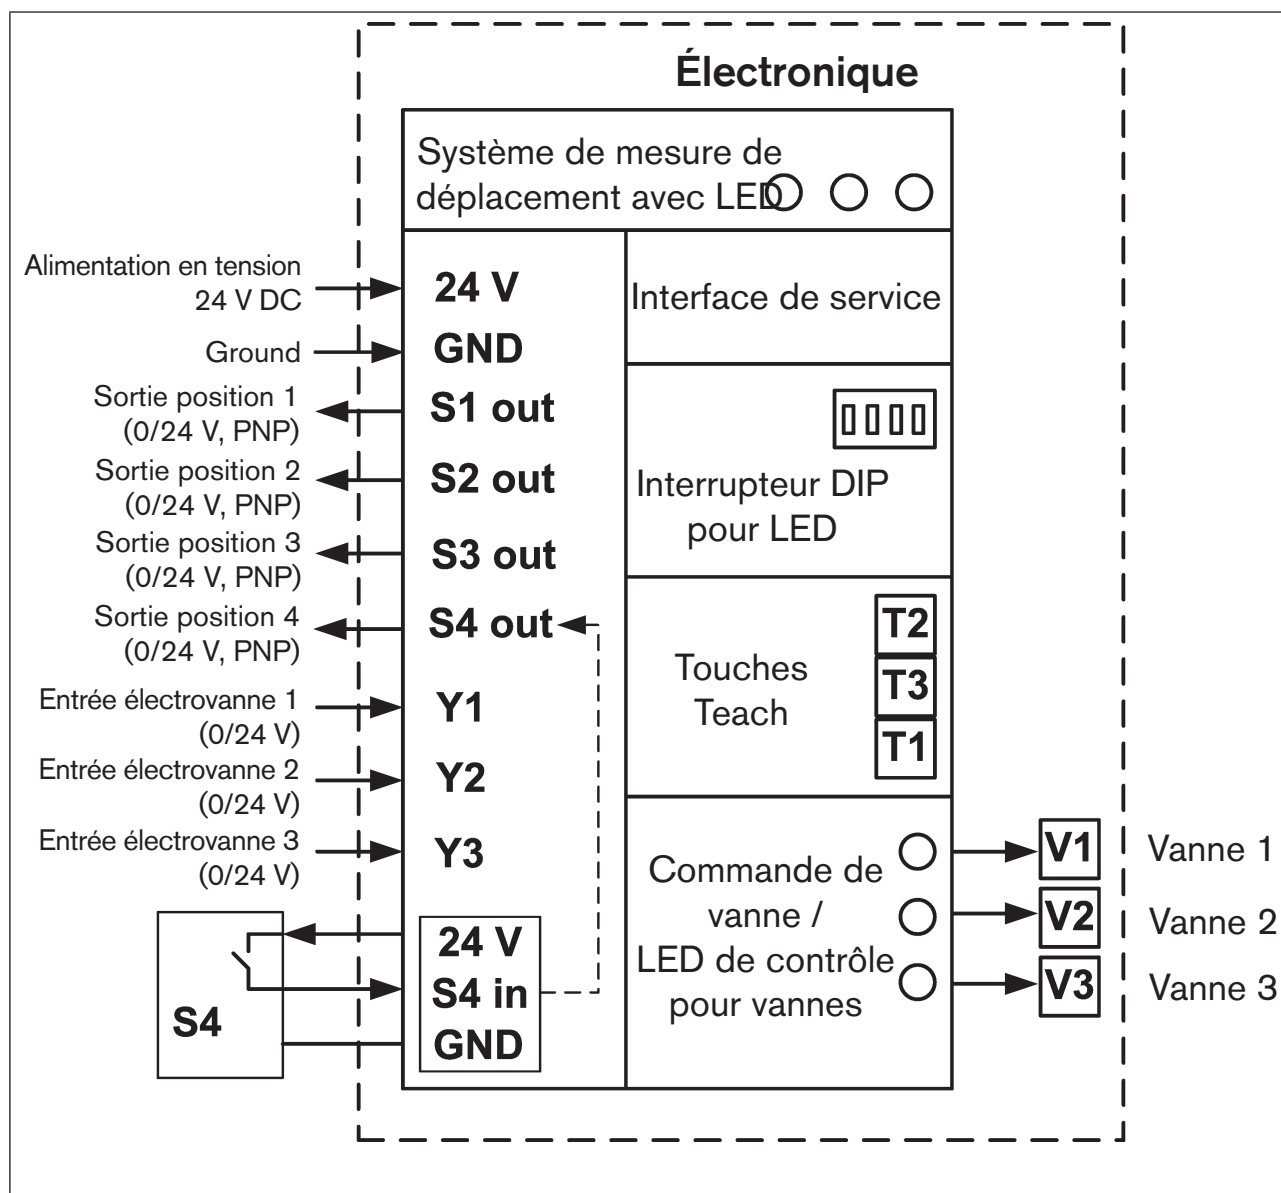 Électronique
Système de mesure de
déplacement avec LED
Alimentation en tension
24 V DC
24 V
Ground
GND
Sortie position 1
(0/24 V, PNP)
S1 out
Sortie position 2
(0/24 V, PNP)
S2 out
Sortie position 3
(0/24 V, PNP)
S3 out
Sortie position 4
(0/24 V, PNP)
S4 out
Entrée électrovanne 1
(0/24 V)
Y1
Entrée électrovanne 2
(0/24 V)
Y2
Entrée électrovanne 3
(0/24 V)
Y3
S4
24 V
S4 in
GND
Interface de service
Interrupteur DIP
pour LED
Touches
Teach
T2
T3
T1
Commande de
vanne /
LED de contrôle
pour vannes
V1
Vanne 1
V2
Vanne 2
V3
Vanne 3